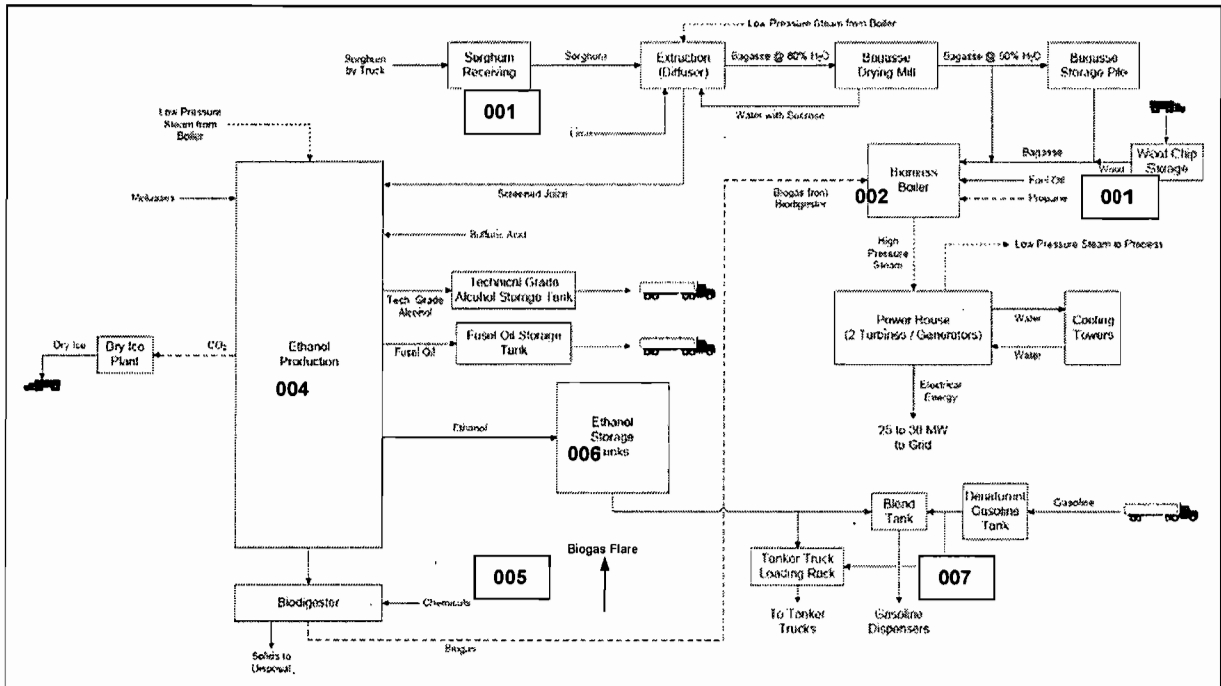 Low Pressure Steam from Boiler
Sorghum
by Truck
Sorghum
Receiving
Sorghum
Extraction
(Diffuser)
Bagasse @ 80% H₂O
Bagasse
Drying Mill
Bagasse @ 50% H₂O
Bagasse
Storage Pile
001
Water with Sucrose
Low Pressure
Steam from
Boiler
Bagasse
Wood Chip
Storage
Wood
Biomass
Boiler
002
Fuel Oil
Propane
001
Biogas from
Biodigester
Screened Juice
Molasses
Sulfuric Acid
High
Pressure
Steam
Low Pressure Steam to Process
Technical Grade
Alcohol Storage Tank
Tech Grade
Alcohol
Power House
(2 Turbines / Generators)
Water
Water
Cooling
Towers
Dry Ice
Dry Ice
Plant
CO₂
Ethanol
Production
004
Fusel Oil
Fusel Oil Storage
Tank
Electrical
Energy
Ethanol
Ethanol
Storage
006
25 to 30 MW
to Grid
Blend
Tank
Denaturant
Gasoline
Tank
Gasoline
Biogas Flare
005
Tanker Truck
Loading Rack
007
Biodigester
Chemicals
To Tanker
Trucks
Gasoline
Dispensers
Solids to
Disposal
Biogas